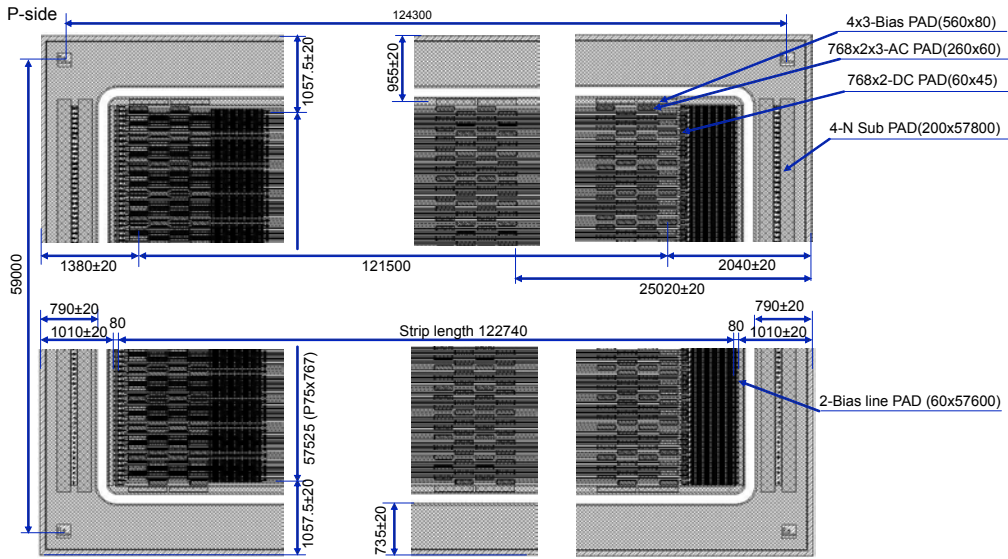 P-side
124300
4x3-Bias PAD(560x80)
768x2x3-AC PAD(260x60)
768x2-DC PAD(60x45)
4-N Sub PAD(200x57800)
1057.5±20
955±20
59000
1380±20
121500
2040±20
25020±20
790±20
790±20
1010±20
80
Strip length 122740
80
1010±20
57525 (P75x767)
2-Bias line PAD (60x57600)
1057.5±20
735±20